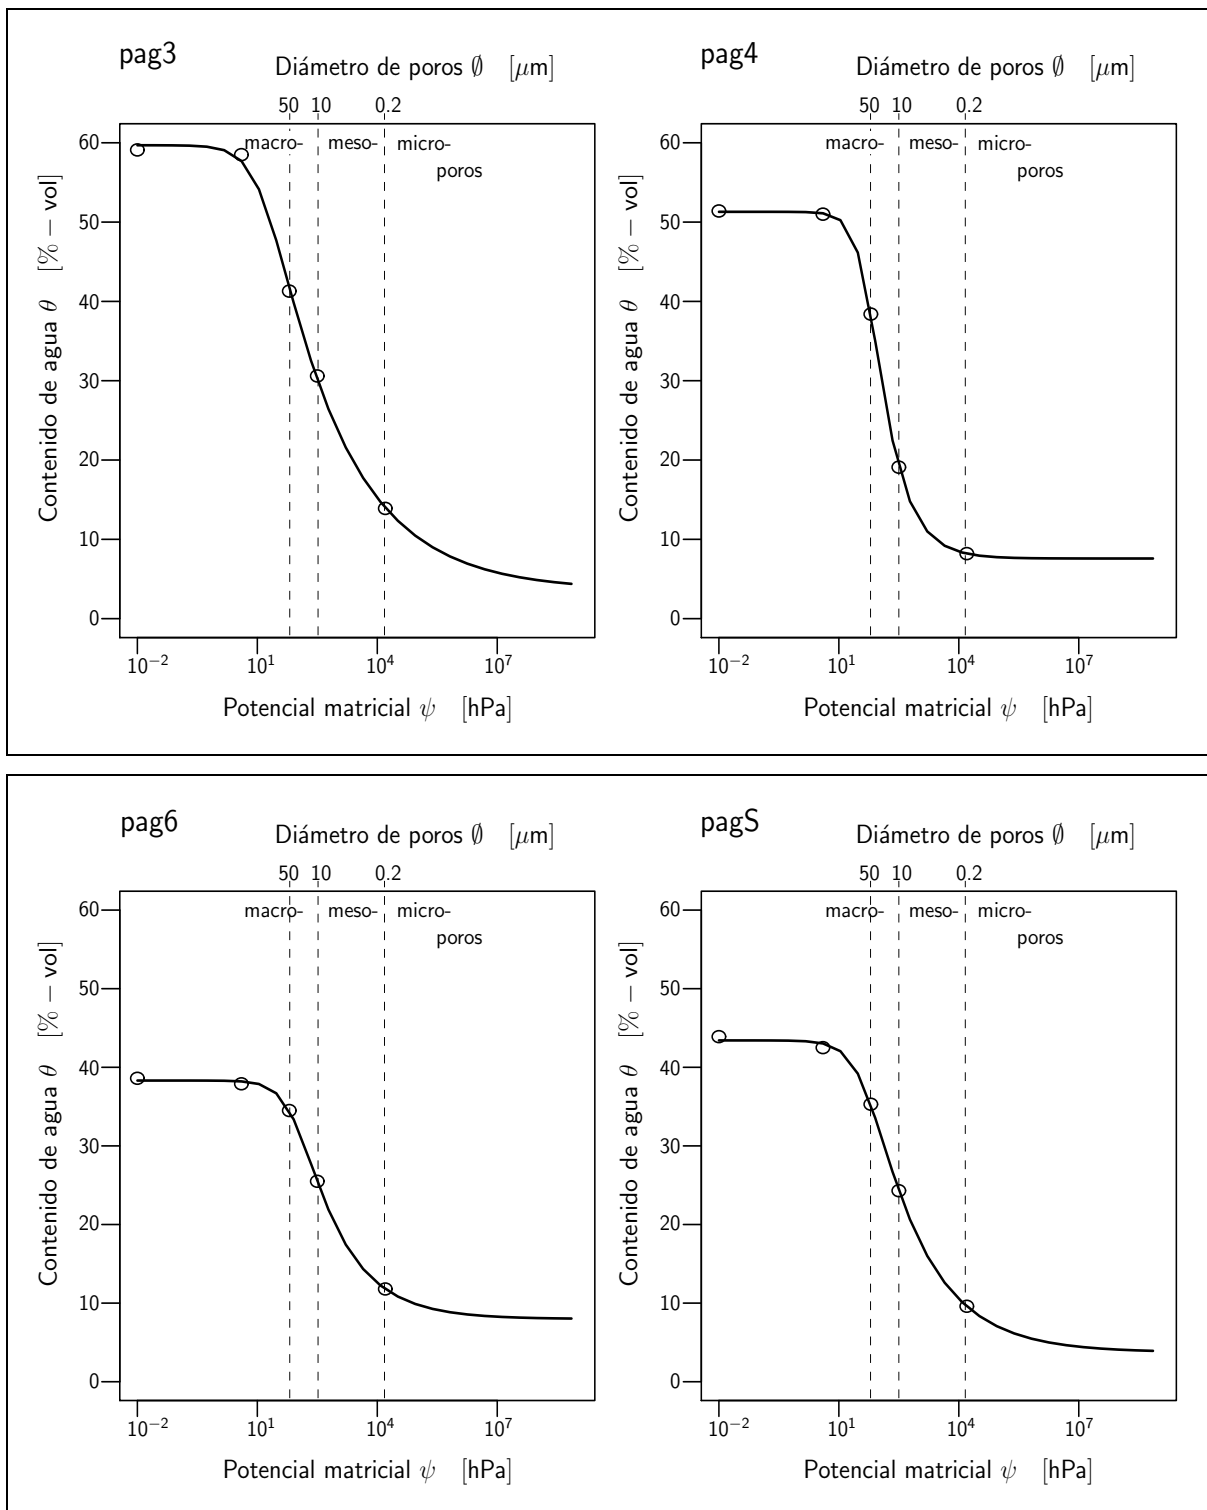 pag3
Diámetro de poros ∅ [μm]
50 10 0.2
macro- meso- micro-
poros
60
50
40
30
20
10
0
Contenido de agua θ [% − vol]
10⁻² 10¹ 10⁴ 10⁷
Potencial matricial ψ [hPa]
pag4
Diámetro de poros ∅ [μm]
50 10 0.2
macro- meso- micro-
poros
60
50
40
30
20
10
0
Contenido de agua θ [% − vol]
10⁻² 10¹ 10⁴ 10⁷
Potencial matricial ψ [hPa]
pag6
Diámetro de poros ∅ [μm]
50 10 0.2
macro- meso- micro-
poros
60
50
40
30
20
10
0
Contenido de agua θ [% − vol]
10⁻² 10¹ 10⁴ 10⁷
Potencial matricial ψ [hPa]
pagS
Diámetro de poros ∅ [μm]
50 10 0.2
macro- meso- micro-
poros
60
50
40
30
20
10
0
Contenido de agua θ [% − vol]
10⁻² 10¹ 10⁴ 10⁷
Potencial matricial ψ [hPa]